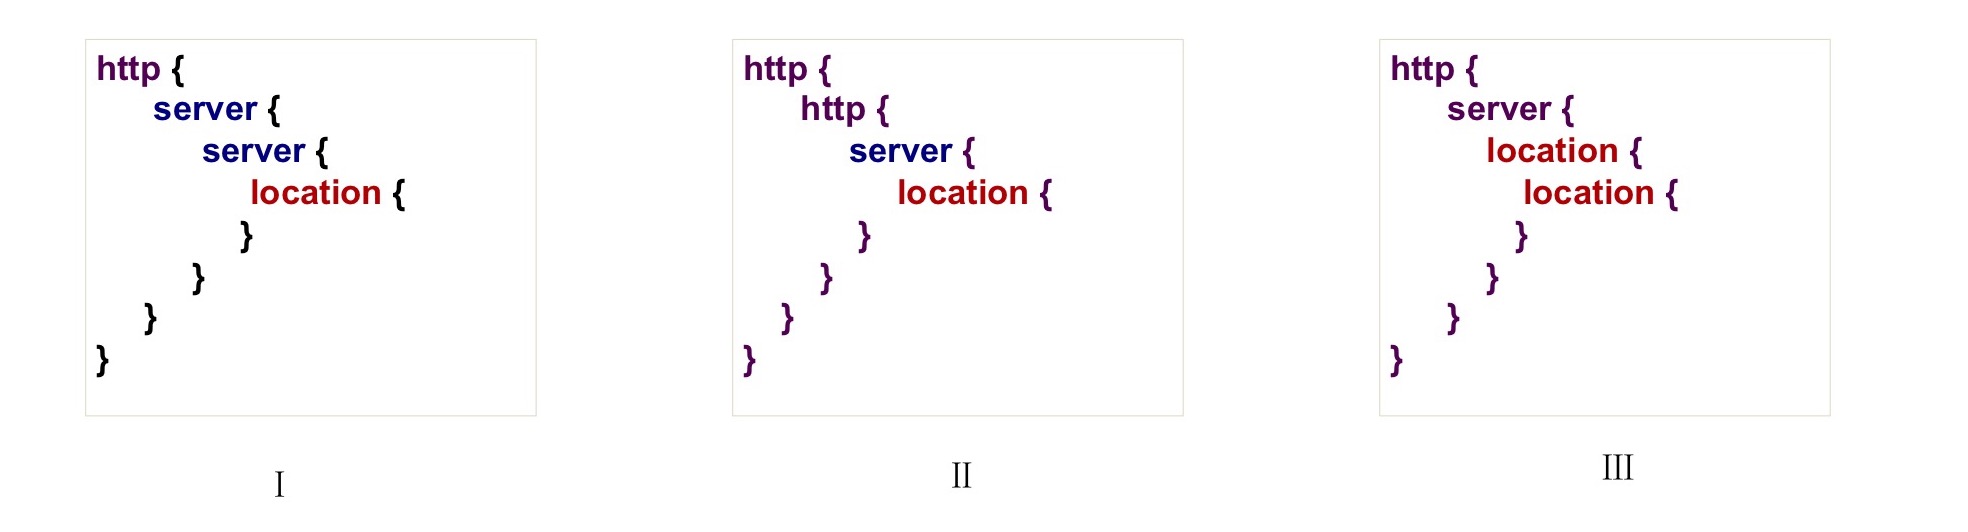 http {
server {
server {
location {
}
}
}
}
I
http {
http {
server {
location {
}
}
}
}
II
http {
server {
location {
location {
}
}
}
}
III